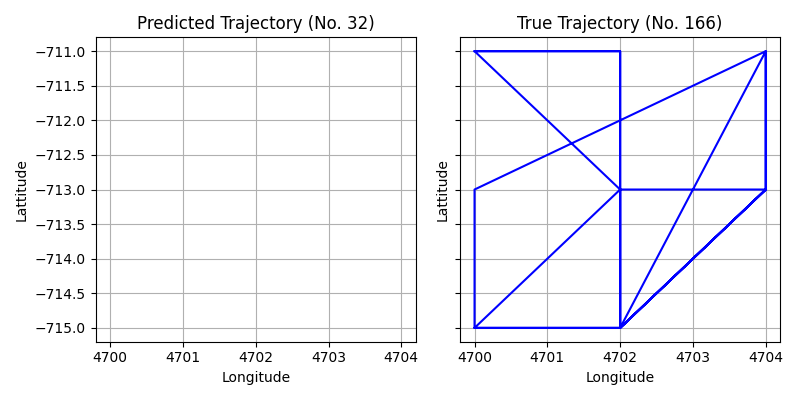 Predicted Trajectory (No. 32)
True Trajectory (No. 166)
Lattitude
−711.0
−711.5
−712.0
−712.5
−713.0
−713.5
−714.0
−714.5
−715.0
Lattitude
4700 4701 4702 4703 4704
4700 4701 4702 4703 4704
Longitude
Longitude